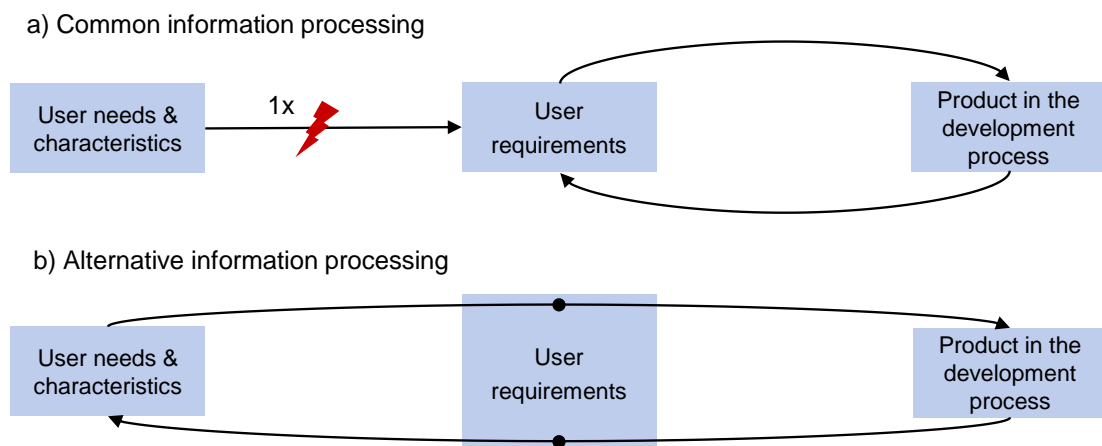 a) Common information processing
User needs &
characteristics
1x
User
requirements
Product in the
development
process
b) Alternative information processing
User needs &
characteristics
User
requirements
Product in the
development
process